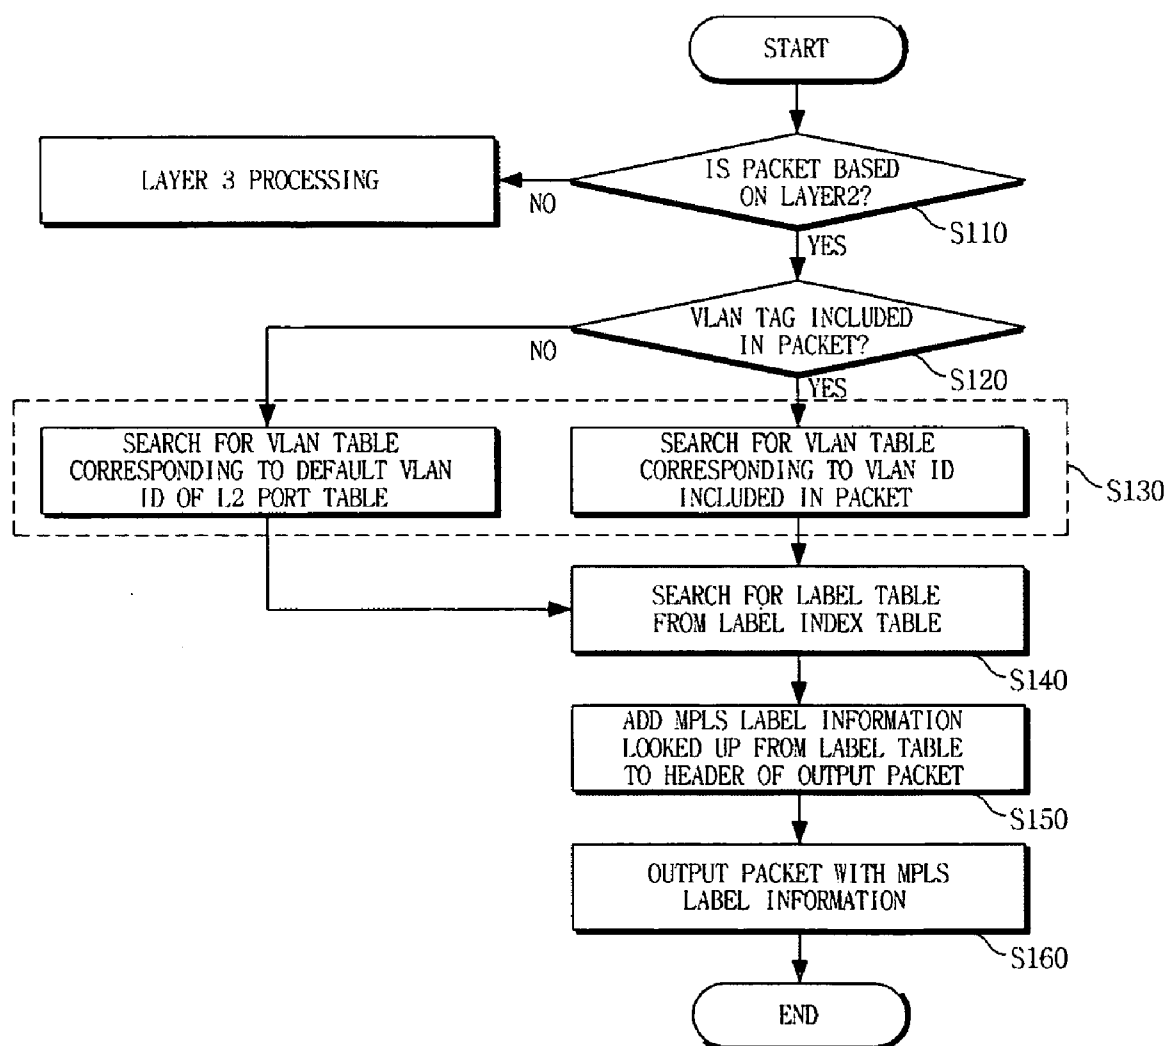 START
IS PACKET BASED
ON LAYER2?
LAYER 3 PROCESSING
NO
S110
YES
VLAN TAG INCLUDED
IN PACKET?
NO
S120
YES
SEARCH FOR VLAN TABLE
CORRESPONDING TO DEFAULT VLAN
ID OF L2 PORT TABLE
SEARCH FOR VLAN TABLE
CORRESPONDING TO VLAN ID
INCLUDED IN PACKET
S130
SEARCH FOR LABEL TABLE
FROM LABEL INDEX TABLE
S140
ADD MPLS LABEL INFORMATION
LOOKED UP FROM LABEL TABLE
TO HEADER OF OUTPUT PACKET
S150
OUTPUT PACKET WITH MPLS
LABEL INFORMATION
S160
END